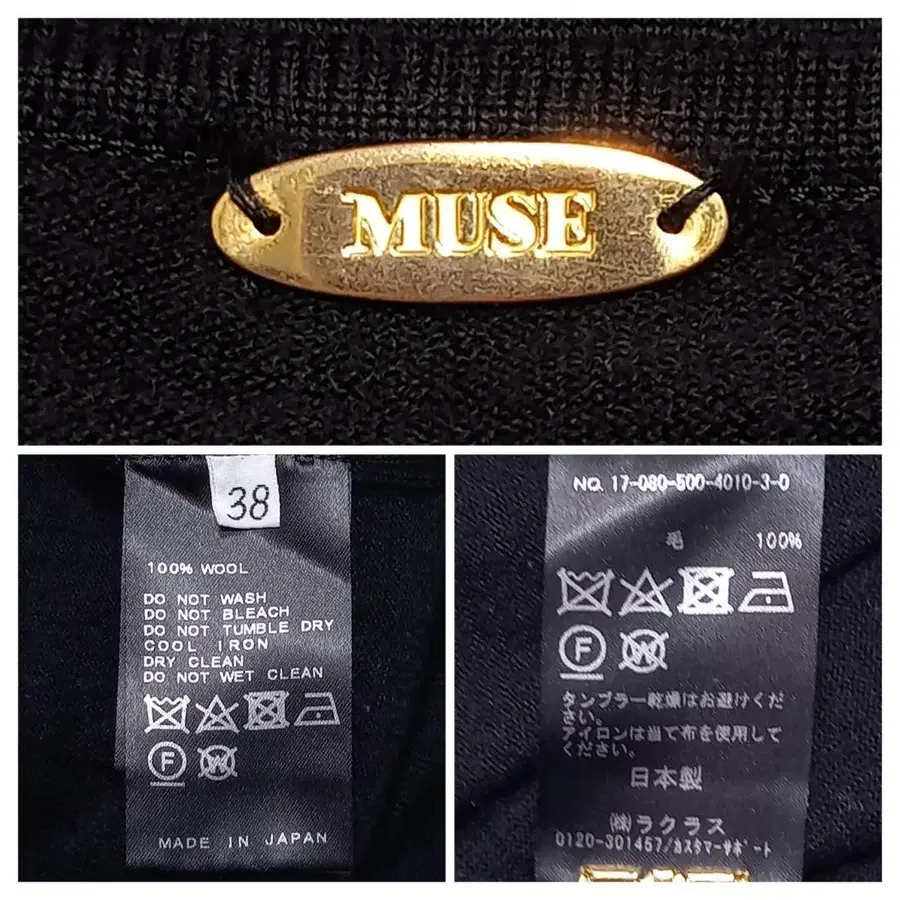 MUSE
38
100% WOOL
DO NOT WASH
DO NOT BLEACH
DO NOT TUMBLE DRY
COOL IRON
DRY CLEAN
DO NOT WET CLEAN
F W
MADE IN JAPAN
NO. 17-080-500-4010-3-0
毛 100%
F W
タンブラー乾燥はお避けくだ
さい。
アイロンは当て布を使用して
ください。
日本製
㈱ラクラス
0120-301457/カスタマーサポート